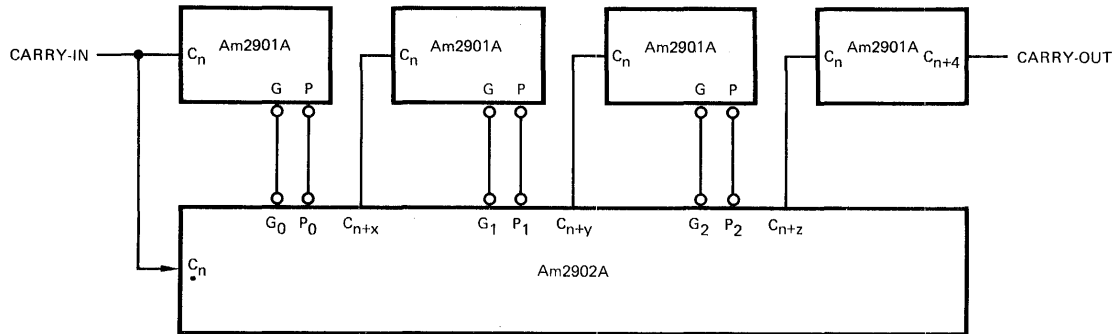 Am2901A Am2901A Am2901A Am2901A
CARRY-IN Cn Cn Cn Cn Cn+4 CARRY-OUT
G P G P G P
G0 P0 Cn+x G1 P1 Cn+y G2 P2 Cn+z
Cn
Am2902A